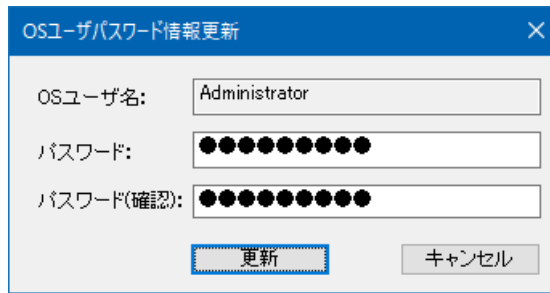 OSユーザパスワード情報更新
OSユーザ名: Administrator
パスワード: ●●●●●●●●●
パスワード(確認): ●●●●●●●●●
更新 キャンセル